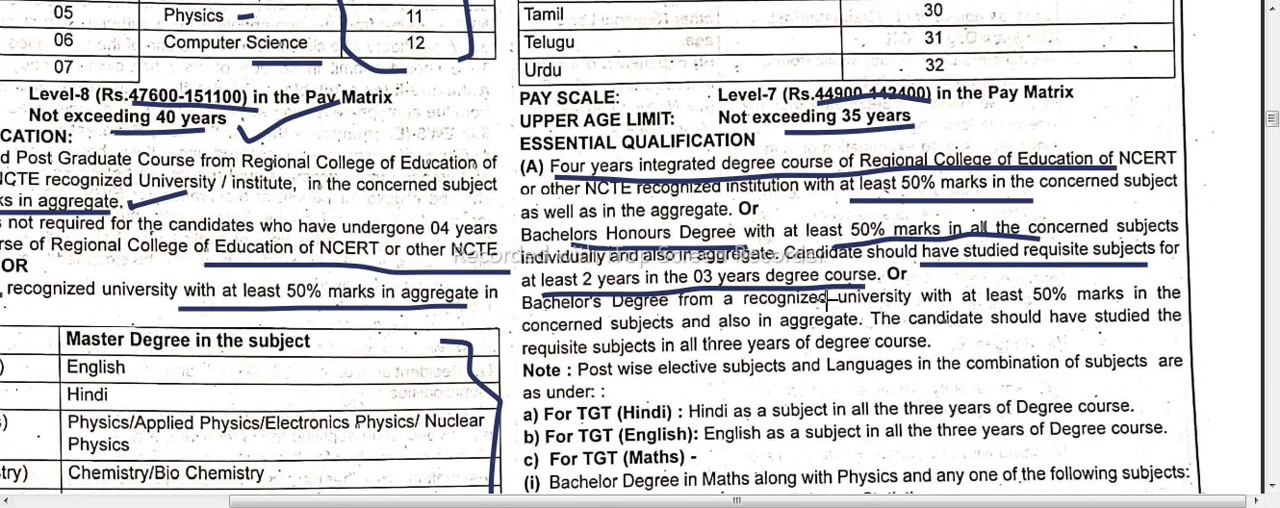 05 Physics 11
06 Computer Science 12
07
Level-8 (Rs.47600-151100) in the Pay Matrix
Not exceeding 40 years
CATION:
d Post Graduate Course from Regional College of Education of
NCTE recognized University / institute, in the concerned subject
ks in aggregate.
s not required for the candidates who have undergone 04 years
rse of Regional College of Education of NCERT or other NCTE
OR
recognized university with at least 50% marks in aggregate in
Master Degree in the subject
) English
Hindi
s) Physics/Applied Physics/Electronics Physics/ Nuclear
Physics
try) Chemistry/Bio Chemistry
Tamil 30
Telugu 31
Urdu 32
PAY SCALE: Level-7 (Rs.44900-142400) in the Pay Matrix
UPPER AGE LIMIT: Not exceeding 35 years
ESSENTIAL QUALIFICATION
(A) Four years integrated degree course of Regional College of Education of NCERT
or other NCTE recognized institution with at least 50% marks in the concerned subject
as well as in the aggregate. Or
Bachelors Honours Degree with at least 50% marks in all the concerned subjects
individually and also in aggregate. Candidate should have studied requisite subjects for
at least 2 years in the 03 years degree course. Or
Bachelor's Degree from a recognized university with at least 50% marks in the
concerned subjects and also in aggregate. The candidate should have studied the
requisite subjects in all three years of degree course.
Note : Post wise elective subjects and Languages in the combination of subjects are
as under: :
a) For TGT (Hindi) : Hindi as a subject in all the three years of Degree course.
b) For TGT (English): English as a subject in all the three years of Degree course.
c) For TGT (Maths) -
(i) Bachelor Degree in Maths along with Physics and any one of the following subjects:
Recorded with iTop Screen Recorder